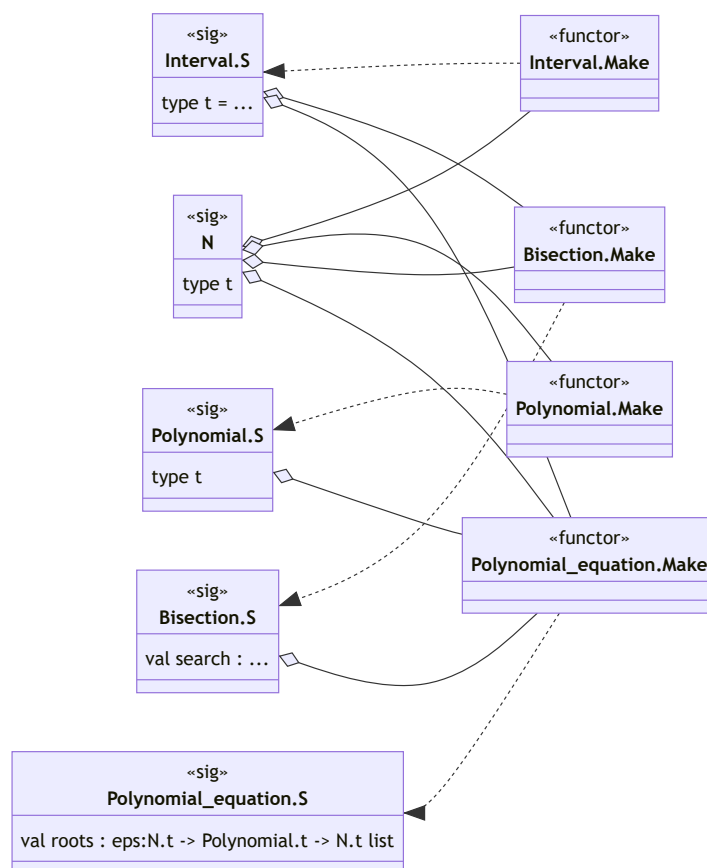 «sig»
Interval.S
type t = ...
«functor»
Interval.Make
«sig»
N
type t
«functor»
Bisection.Make
«functor»
Polynomial.Make
«sig»
Polynomial.S
type t
«functor»
Polynomial_equation.Make
«sig»
Bisection.S
val search : ...
«sig»
Polynomial_equation.S
val roots : eps:N.t -> Polynomial.t -> N.t list